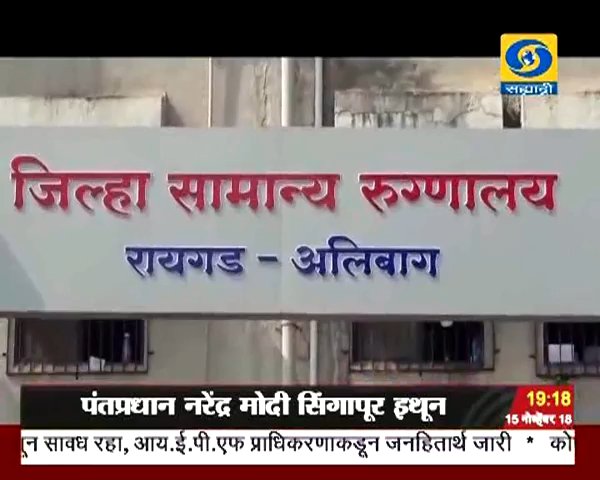 सह्याद्री
जिल्हा सामान्य रुग्णालय
रायगड - अलिबाग
पंतप्रधान नरेंद्र मोदी सिंगापूर इथून
19:18
15 नोव्हेंबर 18
सावध रहा, आय.ई.पी.एफ प्राधिकरणाकडून जनहितार्थ जारी *